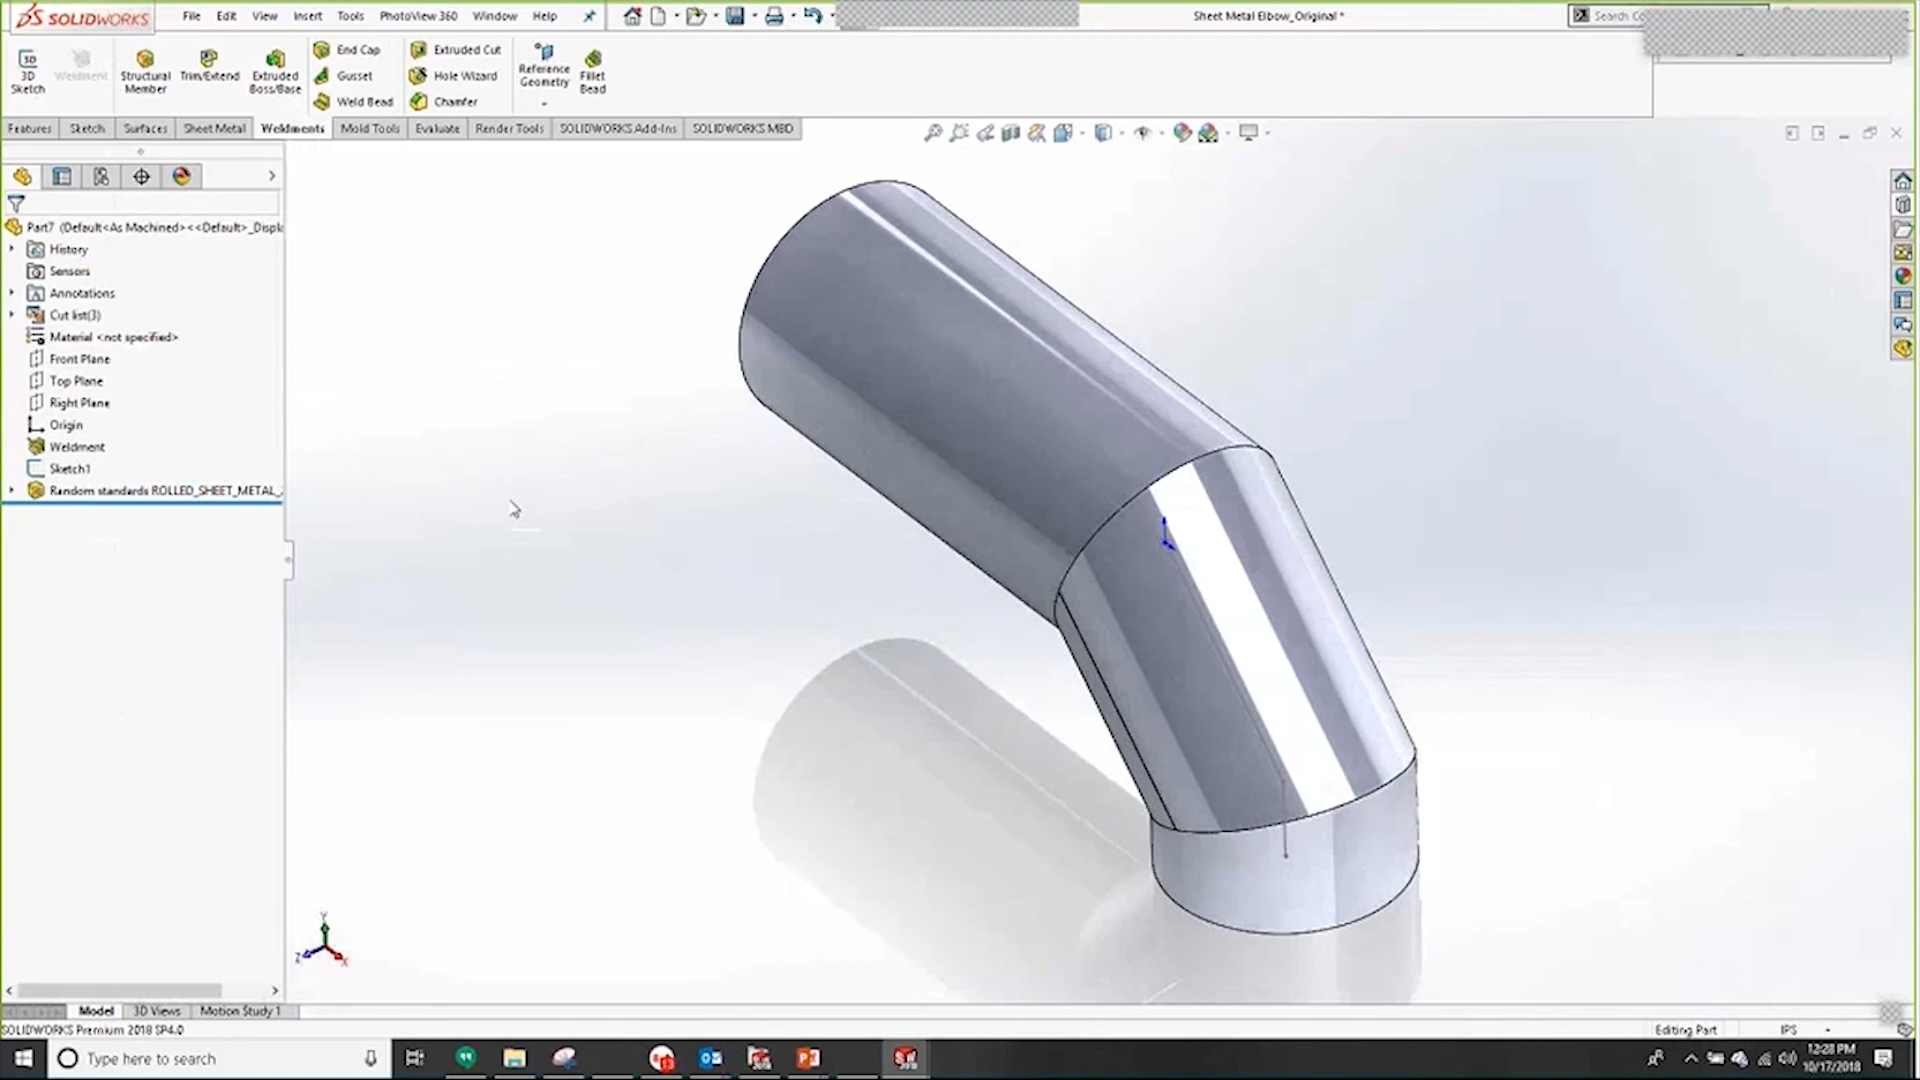 SOLIDWORKS File Edit View Insert Tools PhotoView 360 Window Help Sheet Metal Elbow_Original * Search
3D Sketch
Weldment
Structural Member
Trim/Extend
Extruded Boss/Base
End Cap
Gusset
Weld Bead
Extruded Cut
Hole Wizard
Chamfer
Reference Geometry
Fillet Bead
Features Sketch Surfaces Sheet Metal Weldments Mold Tools Evaluate Render Tools SOLIDWORKS Add-Ins SOLIDWORKS MBD
Part7 (Default<As Machined><<Default>_Displ
History
Sensors
Annotations
Cut list(3)
Material <not specified>
Front Plane
Top Plane
Right Plane
Origin
Weldment
Sketch1
Random standards ROLLED_SHEET_METAL_
Y
Z X
Model 3D Views Motion Study 1
SOLIDWORKS Premium 2018 SP4.0 Editing Part IPS
Type here to search
12:28 PM
10/17/2018